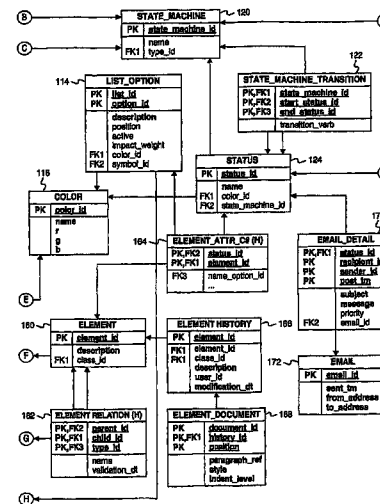 B
STATE_MACHINE
120
PK state_machine_id
name
FK1 type_id
C
122
STATE_MACHINE_TRANSITION
PK,FK1 state_machine_id
PK,FK2 start_status_id
PK,FK3 end_status_id
transition_verb
114
LIST_OPTION
PK list_id
PK option_id
description
position
active
impact_weight
FK1 color_id
FK2 symbol_id
STATUS
124
PK status_id
name
FK1 color_id
FK2 state_machine_id
116
COLOR
PK color_id
name
r
g
b
E
164
ELEMENT_ATTR_C# (H)
PK,FK2 status_id
PK,FK1 element_id
FK3 name_option_id
...
EMAIL_DETAIL
PK,FK1 status_id
PK recipient_i
PK sender_id
PK post_tm
subject
message
priority
FK2 email_id
160
ELEMENT
PK element_id
description
FK1 class_id
F
ELEMENT HISTORY
166
PK element_id
FK1 element_id
FK1 class_id
description
user_id
modification_dt
172
EMAIL
PK email_id
sent_tm
from_address
to_address
162
ELEMENT RELATION (H)
PK,FK2 parent_id
PK,FK1 child_id
PK,FK3 type_id
name
validation_dt
G
ELEMENT_DOCUMENT
168
PK document_id
PK,FK1 history_id
PK position
paragraph_ref
style
indent_level
H